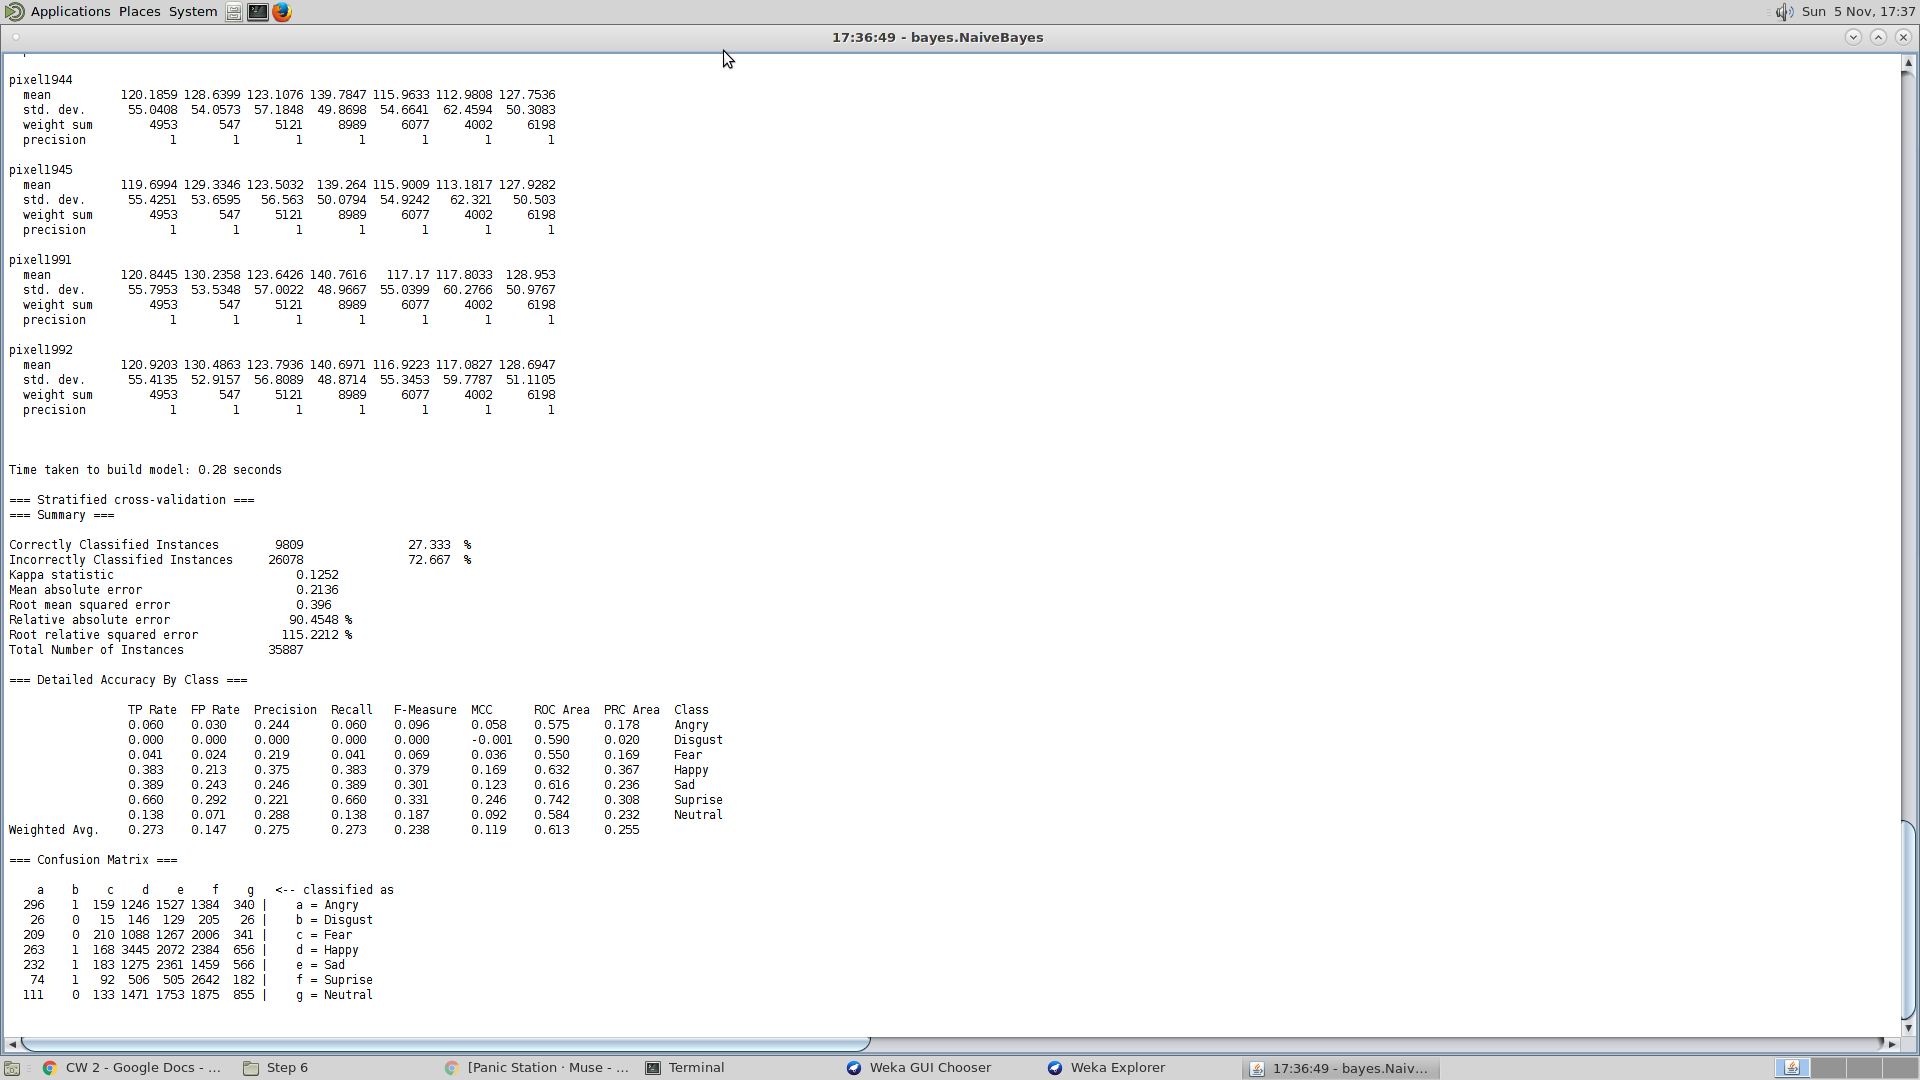 Applications Places System Sun 5 Nov, 17:37
17:36:49 - bayes.NaiveBayes
pixel1944
mean 120.1859 128.6399 123.1076 139.7847 115.9633 112.9808 127.7536
std. dev. 55.0408 54.0573 57.1848 49.8698 54.6641 62.4594 50.3083
weight sum 4953 547 5121 8989 6077 4002 6198
precision 1 1 1 1 1 1 1
pixel1945
mean 119.6994 129.3346 123.5032 139.264 115.9009 113.1817 127.9282
std. dev. 55.4251 53.6595 56.563 50.0794 54.9242 62.321 50.503
weight sum 4953 547 5121 8989 6077 4002 6198
precision 1 1 1 1 1 1 1
pixel1991
mean 120.8445 130.2358 123.6426 140.7616 117.17 117.8033 128.953
std. dev. 55.7953 53.5348 57.0022 48.9667 55.0399 60.2766 50.9767
weight sum 4953 547 5121 8989 6077 4002 6198
precision 1 1 1 1 1 1 1
pixel1992
mean 120.9203 130.4863 123.7936 140.6971 116.9223 117.0827 128.6947
std. dev. 55.4135 52.9157 56.8089 48.8714 55.3453 59.7787 51.1105
weight sum 4953 547 5121 8989 6077 4002 6198
precision 1 1 1 1 1 1 1
Time taken to build model: 0.28 seconds
=== Stratified cross-validation ===
=== Summary ===
Correctly Classified Instances 9809 27.333 %
Incorrectly Classified Instances 26078 72.667 %
Kappa statistic 0.1252
Mean absolute error 0.2136
Root mean squared error 0.396
Relative absolute error 90.4548 %
Root relative squared error 115.2212 %
Total Number of Instances 35887
=== Detailed Accuracy By Class ===
TP Rate FP Rate Precision Recall F-Measure MCC ROC Area PRC Area Class
0.060 0.030 0.244 0.060 0.096 0.058 0.575 0.178 Angry
0.000 0.000 0.000 0.000 0.000 -0.001 0.590 0.020 Disgust
0.041 0.024 0.219 0.041 0.069 0.036 0.550 0.169 Fear
0.383 0.213 0.375 0.383 0.379 0.169 0.632 0.367 Happy
0.389 0.243 0.246 0.389 0.301 0.123 0.616 0.236 Sad
0.660 0.292 0.221 0.660 0.331 0.246 0.742 0.308 Suprise
0.138 0.071 0.288 0.138 0.187 0.092 0.584 0.232 Neutral
Weighted Avg. 0.273 0.147 0.275 0.273 0.238 0.119 0.613 0.255
=== Confusion Matrix ===
a b c d e f g <-- classified as
296 1 159 1246 1527 1384 340 | a = Angry
26 0 15 146 129 205 26 | b = Disgust
209 0 210 1088 1267 2006 341 | c = Fear
263 1 168 3445 2072 2384 656 | d = Happy
232 1 183 1275 2361 1459 566 | e = Sad
74 1 92 506 505 2642 182 | f = Suprise
111 0 133 1471 1753 1875 855 | g = Neutral
CW 2 - Google Docs - ... Step 6 [Panic Station · Muse - ... Terminal Weka GUI Chooser Weka Explorer 17:36:49 - bayes.Naiv...